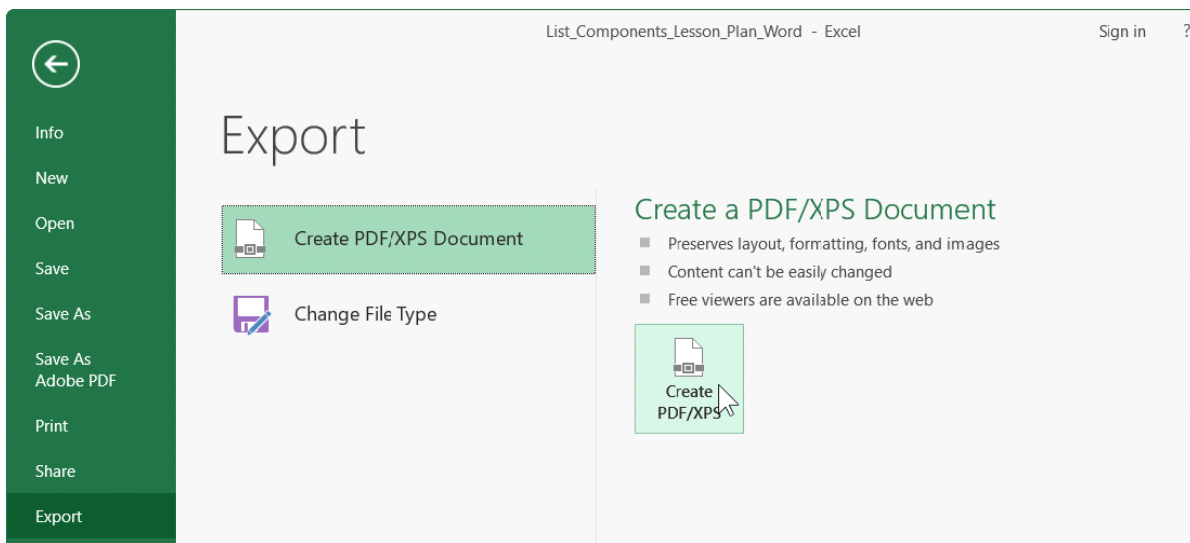 List_Components_Lesson_Plan_Word - Excel
Sign in
?
Info
New
Open
Save
Save As
Save As
Adobe PDF
Print
Share
Export
Export
Create PDF/XPS Document
Change File Type
Create a PDF/XPS Document
Preserves layout, formatting, fonts, and images
Content can't be easily changed
Free viewers are available on the web
Create
PDF/XPS